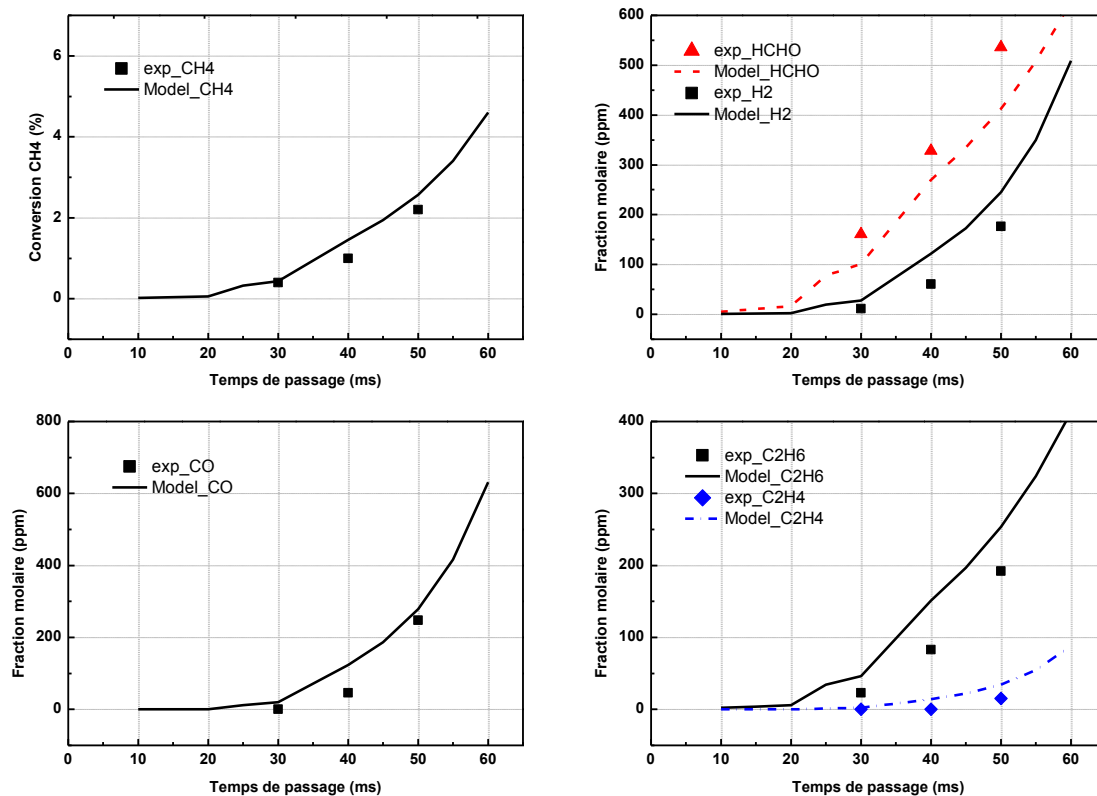 6
4
2
0
Conversion CH4 (%)
exp_CH4
Model_CH4
0 10 20 30 40 50 60
Temps de passage (ms)
600
500
400
300
200
100
0
Fraction molaire (ppm)
exp_HCHO
Model_HCHO
exp_H2
Model_H2
0 10 20 30 40 50 60
Temps de passage (ms)
800
600
400
200
0
Fraction molaire (ppm)
exp_CO
Model_CO
0 10 20 30 40 50 60
Temps de passage (ms)
400
300
200
100
0
Fraction molaire (ppm)
exp_C2H6
Model_C2H6
exp_C2H4
Model_C2H4
0 10 20 30 40 50 60
Temps de passage (ms)